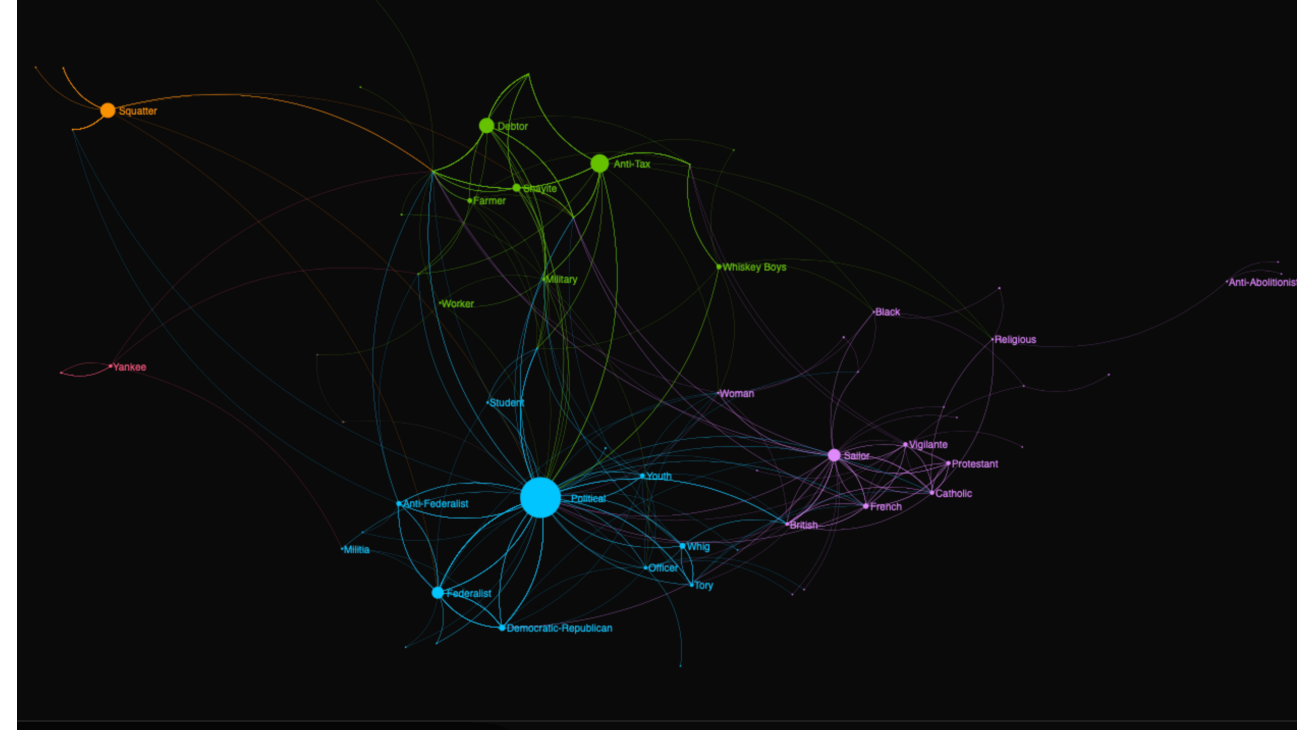 Squatter
Debtor
Anti-Tax
Shayite
Farmer
Whiskey Boys
Military
Anti-Abolitionist
Worker
Black
Religious
Yankee
Woman
Student
Vigilante
Sailor
Protestant
Youth
Catholic
Political
Anti-Federalist
French
British
Whig
Militia
Officer
Tory
Federalist
Democratic-Republican